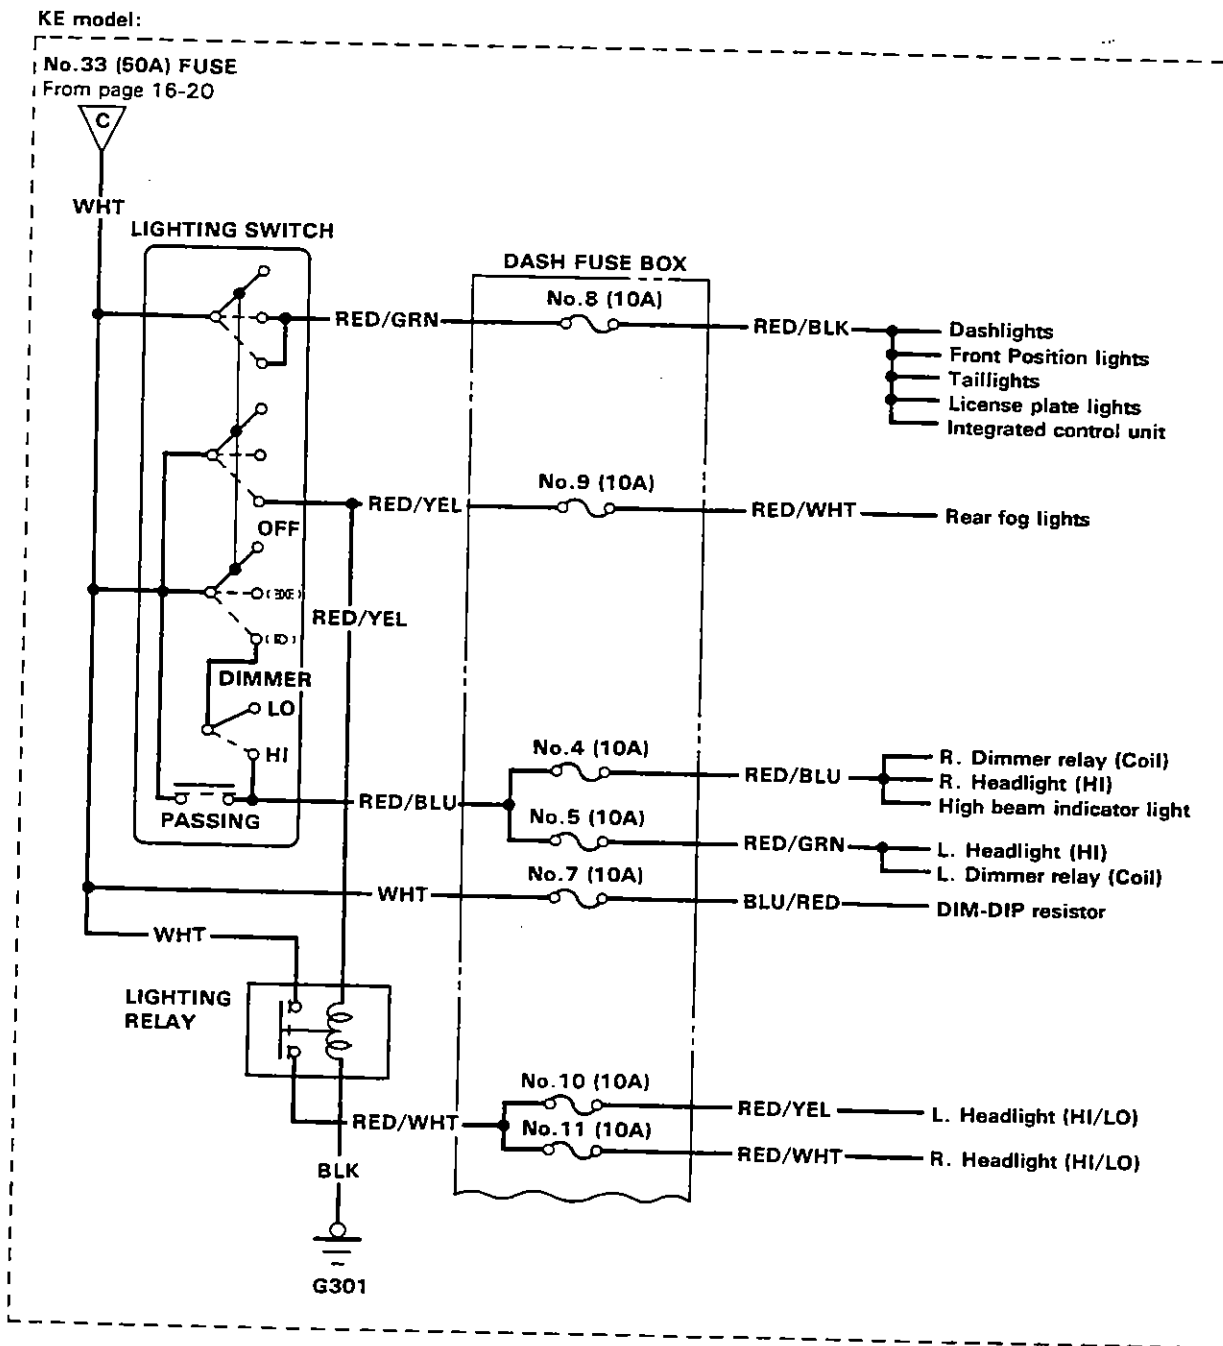 KE model:
No.33 (50A) FUSE
From page 16-20
C
WHT
LIGHTING SWITCH
DASH FUSE BOX
No.8 (10A)
RED/GRN
RED/BLK
Dashlights
Front Position lights
Taillights
License plate lights
Integrated control unit
No.9 (10A)
RED/YEL
RED/WHT
Rear fog lights
OFF
RED/YEL
DIMMER
LO
HI
No.4 (10A)
RED/BLU
R. Dimmer relay (Coil)
R. Headlight (HI)
High beam indicator light
PASSING
RED/BLU
No.5 (10A)
RED/GRN
L. Headlight (HI)
L. Dimmer relay (Coil)
WHT
No.7 (10A)
BLU/RED
DIM-DIP resistor
WHT
LIGHTING
RELAY
No.10 (10A)
RED/YEL
L. Headlight (HI/LO)
RED/WHT
No.11 (10A)
RED/WHT
R. Headlight (HI/LO)
BLK
G301